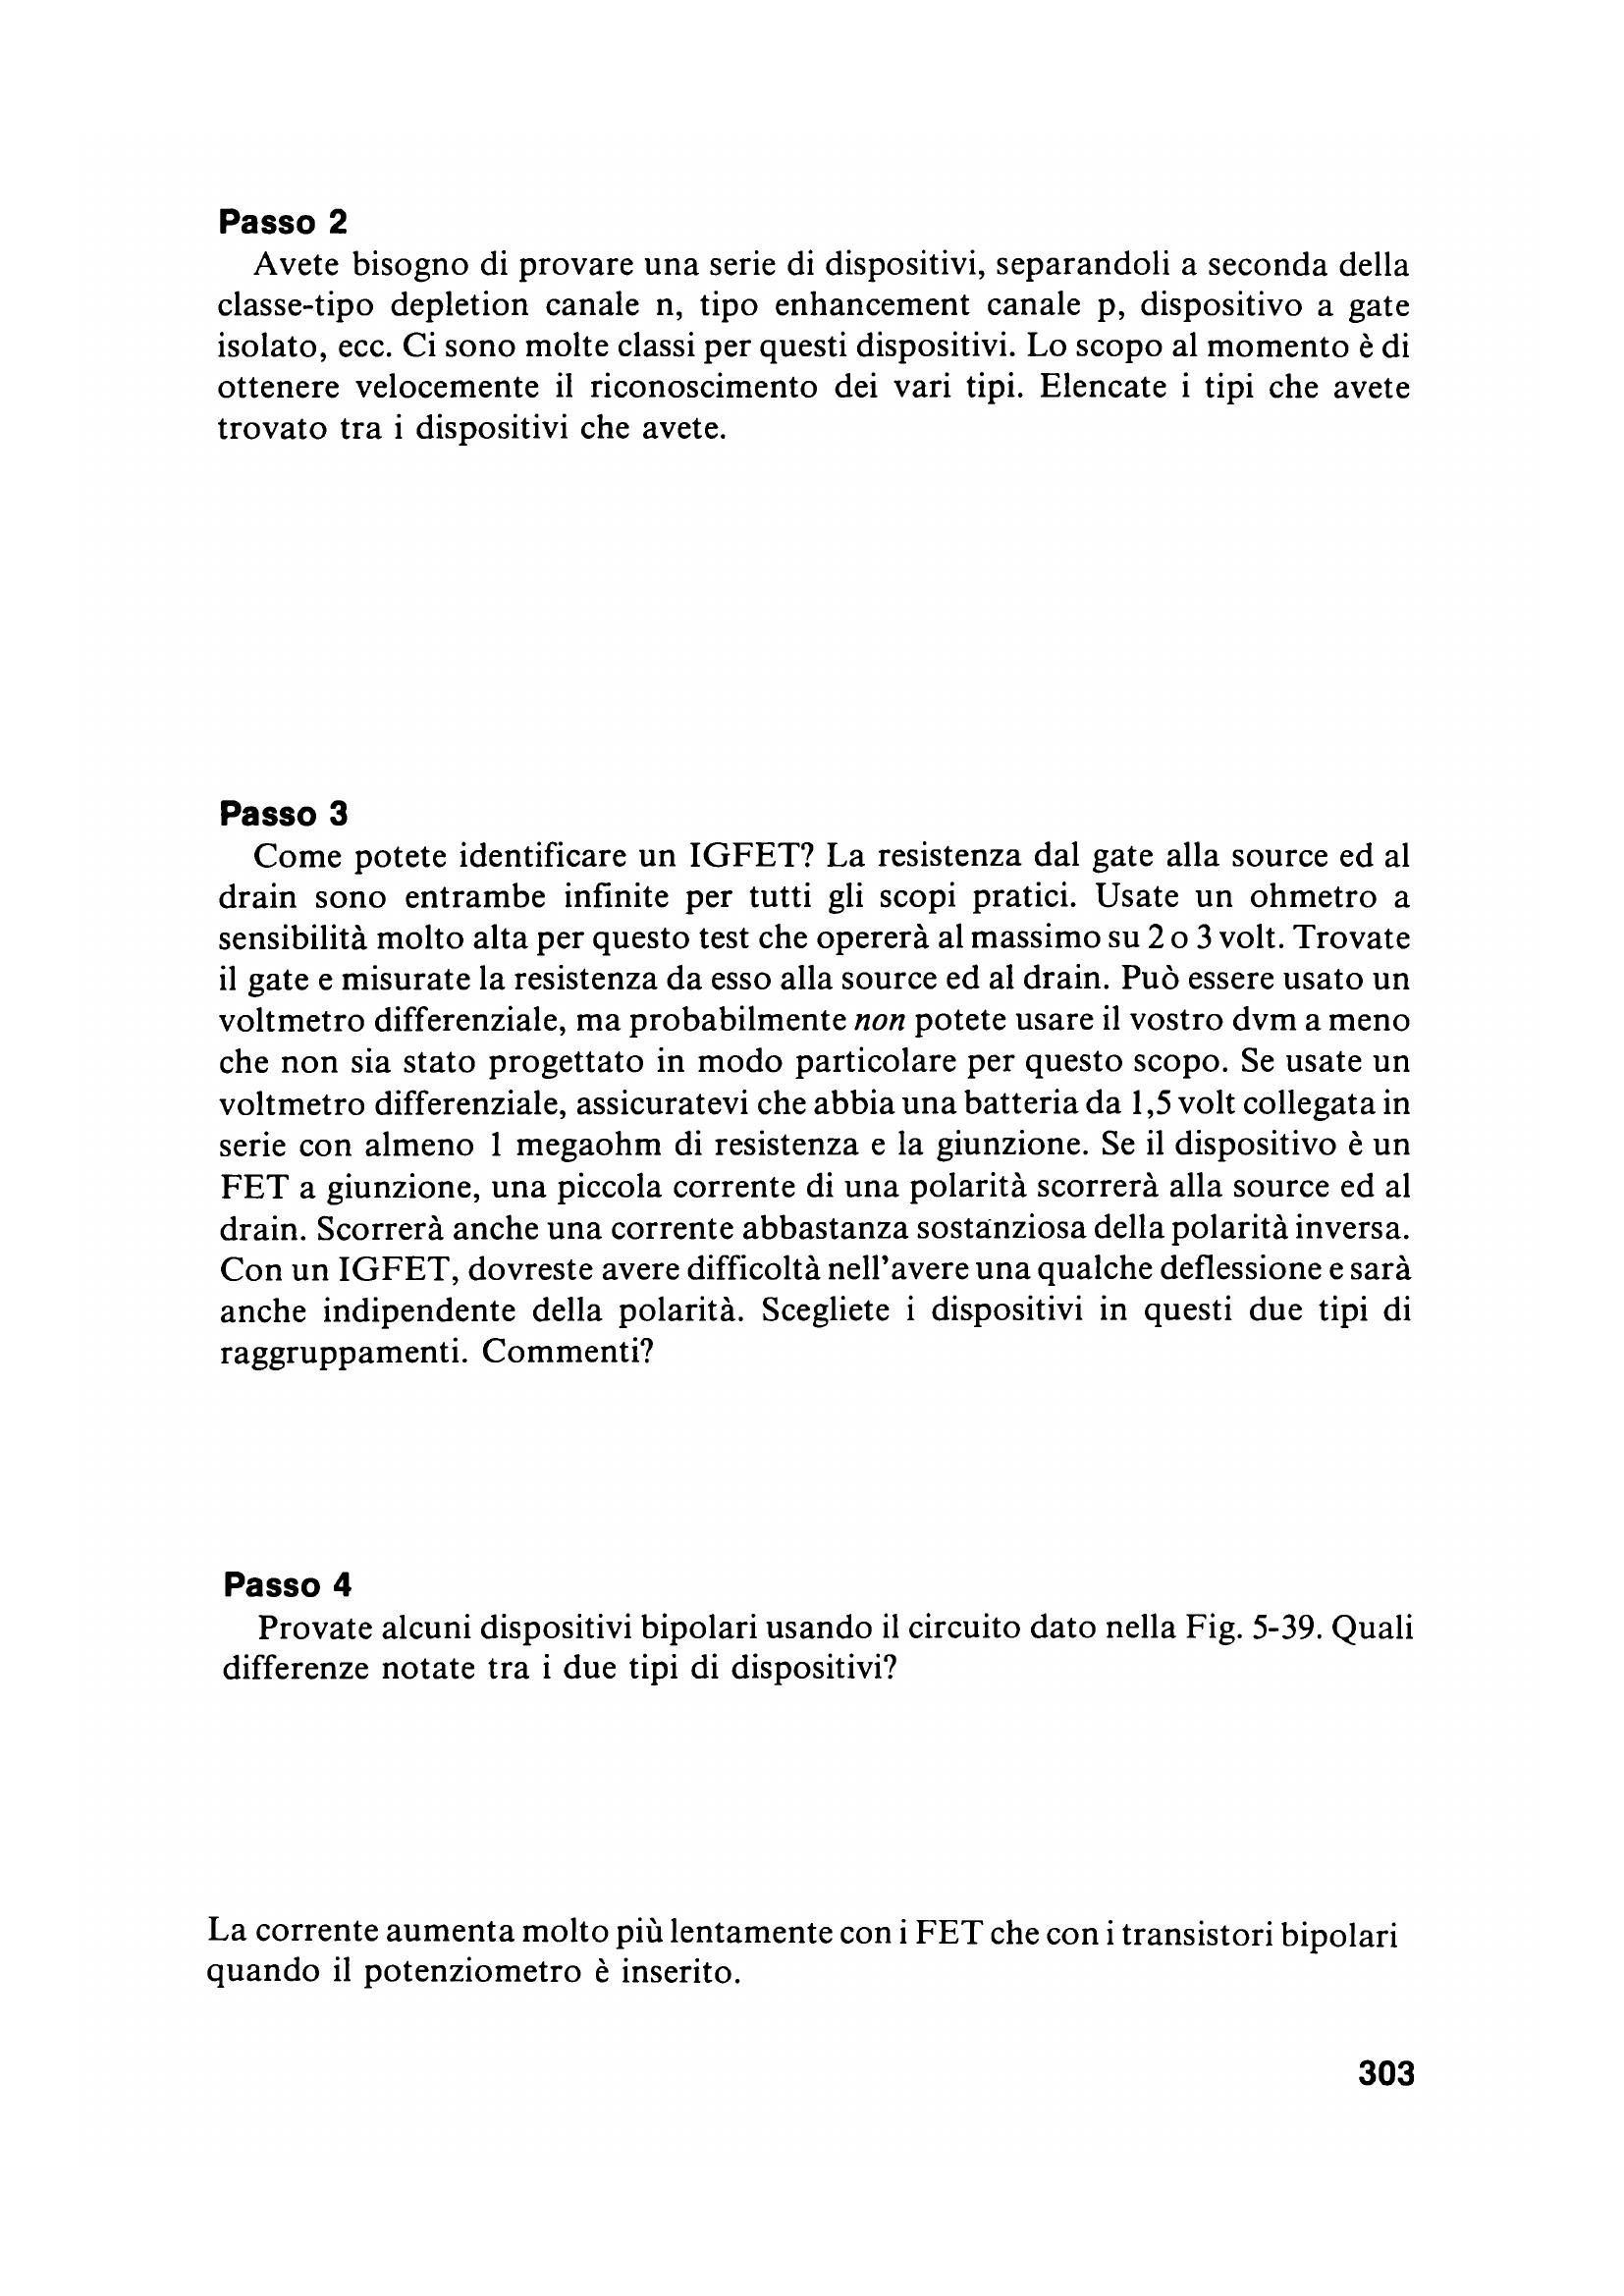 Passo 2
Avete bisogno di provare una serie di dispositivi, separandoli a seconda della
classe-tipo depletion canale n, tipo enhancement canale p, dispositivo a gate
isolato, ecc. Ci sono molte classi per questi dispositivi. Lo scopo al momento è di
ottenere velocemente il riconoscimento dei vari tipi. Elencate i tipi che avete
trovato tra i dispositivi che avete.
Passo 3
Come potete identificare un IGFET? La resistenza dal gate alla source ed al
drain sono entrambe infinite per tutti gli scopi pratici. Usate un ohmetro a
sensibilità molto alta per questo test che opererà al massimo su 2 o 3 volt. Trovate
il gate e misurate la resistenza da esso alla source ed al drain. Può essere usato un
voltmetro differenziale, ma probabilmente non potete usare il vostro dvm a meno
che non sia stato progettato in modo particolare per questo scopo. Se usate un
voltmetro differenziale, assicuratevi che abbia una batteria da 1,5 volt collegata in
serie con almeno 1 megaohm di resistenza e la giunzione. Se il dispositivo è un
FET a giunzione, una piccola corrente di una polarità scorrerà alla source ed al
drain. Scorrerà anche una corrente abbastanza sostanziosa della polarità inversa.
Con un IGFET, dovreste avere difficoltà nell'avere una qualche deflessione e sarà
anche indipendente della polarità. Scegliete i dispositivi in questi due tipi di
raggruppamenti. Commenti?
Passo 4
Provate alcuni dispositivi bipolari usando il circuito dato nella Fig. 5-39. Quali
differenze notate tra i due tipi di dispositivi?
La corrente aumenta molto più lentamente con i FET che con i transistori bipolari
quando il potenziometro è inserito.
303